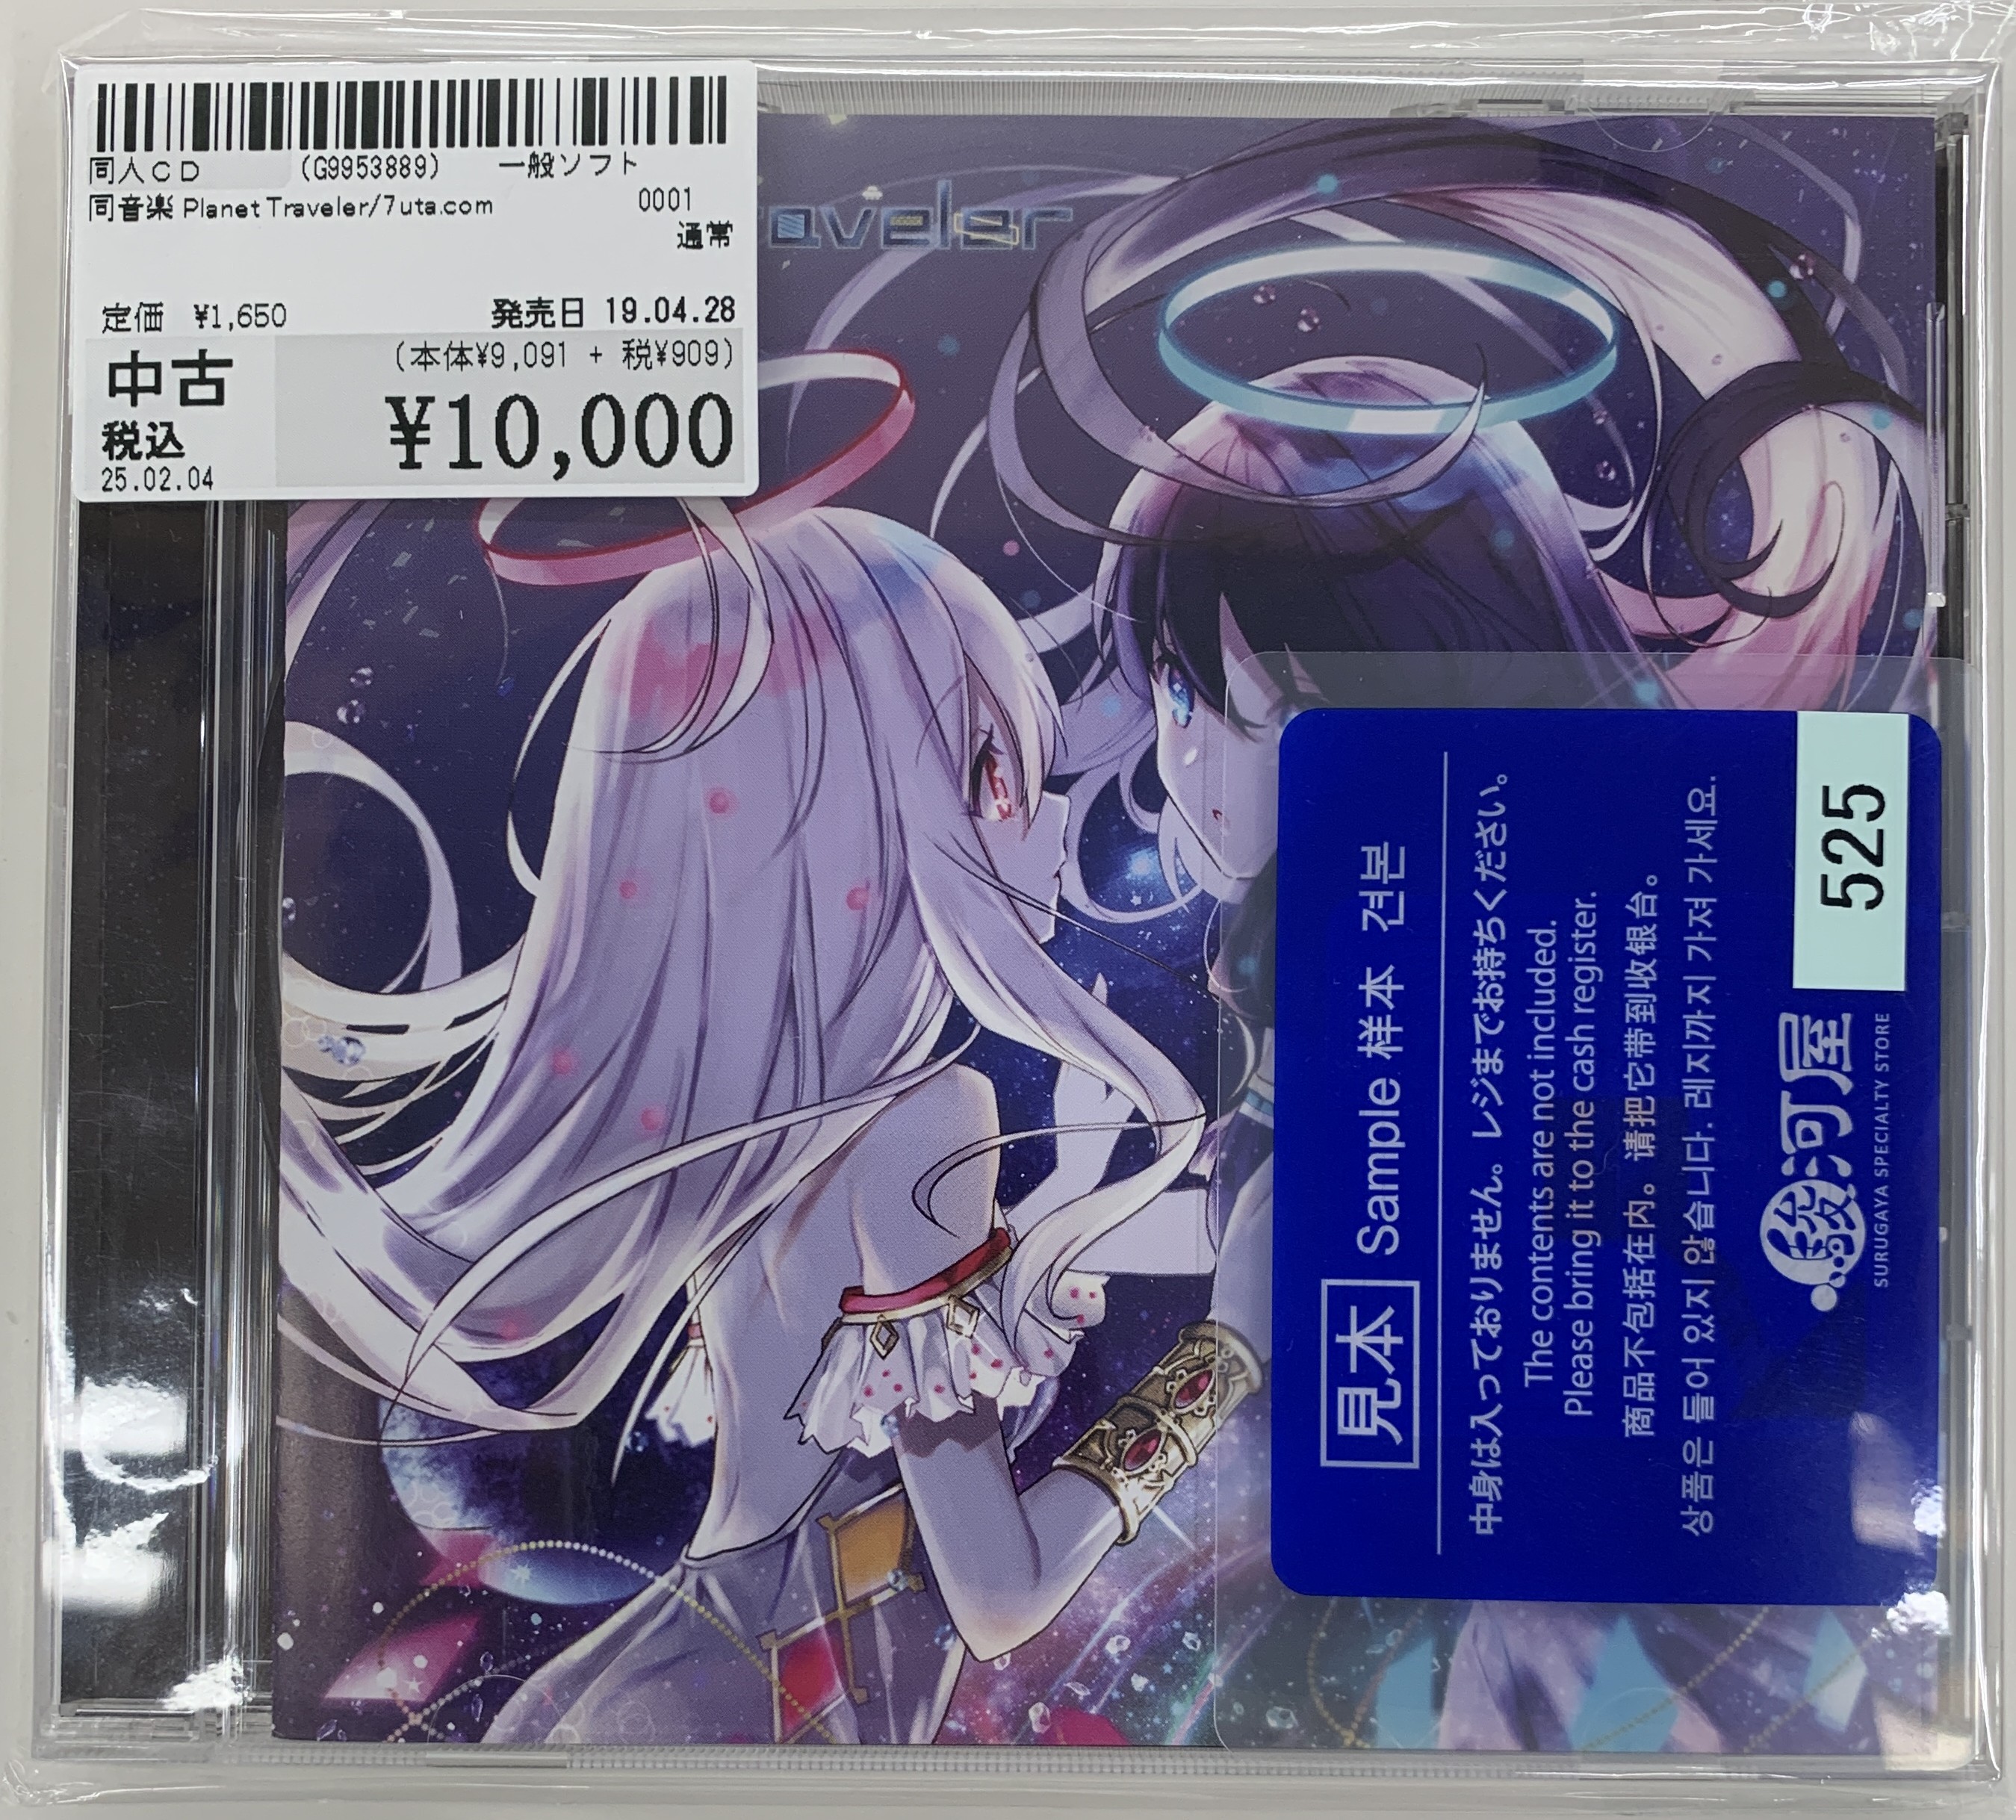 同人CD (G9953889) 一般ソフト
同音楽 Planet Traveler/7uta.com 0001
通常
定価 ¥1,650 発売日 19.04.28
中古 (本体¥9,091 + 税¥909)
税込 ¥10,000
25.02.04
aveler
見本 Sample 样本 견본
中身は入っておりません。レジまでお持ちください。
The contents are not included.
Please bring it to the cash register.
商品不包括在内。请把它带到收银台。
상품은 들어 있지 않습니다. 레지까지 가져 가세요.
駿河屋
SURUGAYA SPECIALTY STORE
525